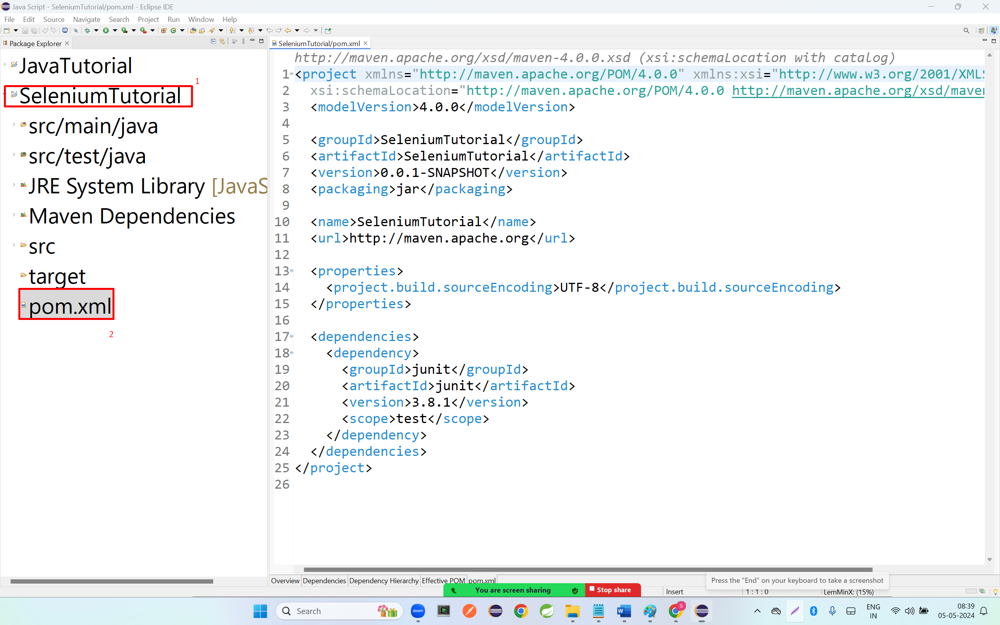 Java Script - SeleniumTutorial/pom.xml - Eclipse IDE
File Edit Source Navigate Search Project Run Window Help
Package Explorer
JavaTutorial
1
SeleniumTutorial
src/main/java
src/test/java
JRE System Library [JavaS
Maven Dependencies
src
target
pom.xml
2
SeleniumTutorial/pom.xml
http://maven.apache.org/xsd/maven-4.0.0.xsd (xsi:schemaLocation with catalog)
1 <project xmlns="http://maven.apache.org/POM/4.0.0" xmlns:xsi="http://www.w3.org/2001/XMLS
2 xsi:schemaLocation="http://maven.apache.org/POM/4.0.0 http://maven.apache.org/xsd/maven
3 <modelVersion>4.0.0</modelVersion>
4
5 <groupId>SeleniumTutorial</groupId>
6 <artifactId>SeleniumTutorial</artifactId>
7 <version>0.0.1-SNAPSHOT</version>
8 <packaging>jar</packaging>
9
10 <name>SeleniumTutorial</name>
11 <url>http://maven.apache.org</url>
12
13 <properties>
14 <project.build.sourceEncoding>UTF-8</project.build.sourceEncoding>
15 </properties>
16
17 <dependencies>
18 <dependency>
19 <groupId>junit</groupId>
20 <artifactId>junit</artifactId>
21 <version>3.8.1</version>
22 <scope>test</scope>
23 </dependency>
24 </dependencies>
25 </project>
26
Overview Dependencies Dependency Hierarchy Effective POM pom.xml
Press the "End" on your keyboard to take a screenshot
You are screen sharing Stop share
Insert 1 : 1 : 0 LemMinX: (15%)
Search
zoom
W
S
ENG
IN
08:39
05-05-2024